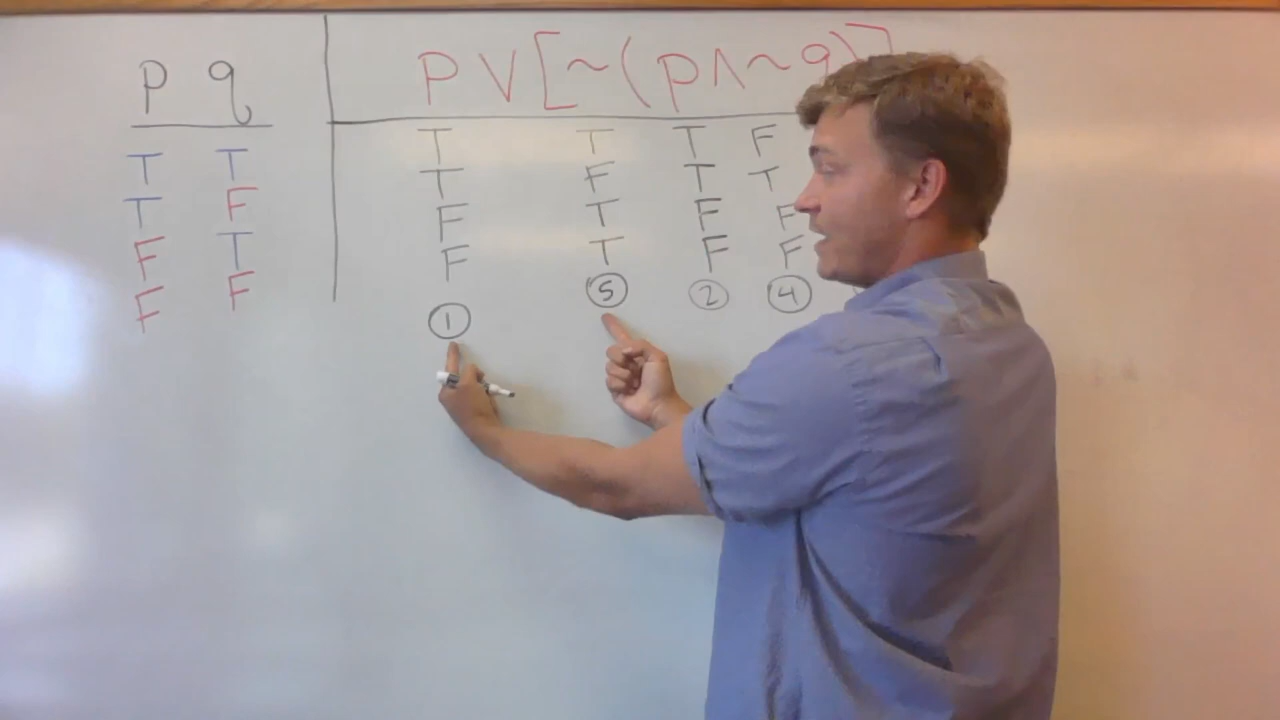 p q P V [ ~ ( p ∧ ~ q ) ]
T T T T T F
T F T F T T
F T F T F F
F F F T F F
① ⑤ ② ④